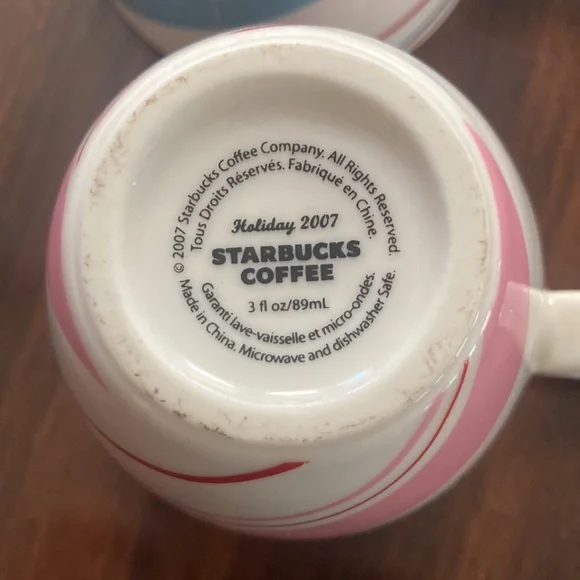 © 2007 Starbucks Coffee Company. All Rights Reserved.
Tous Droits Réservés. Fabriqué en Chine.
Holiday 2007
STARBUCKS
COFFEE
3 fl oz/89mL
Garanti lave-vaisselle et micro-ondes.
Made in China. Microwave and dishwasher Safe.